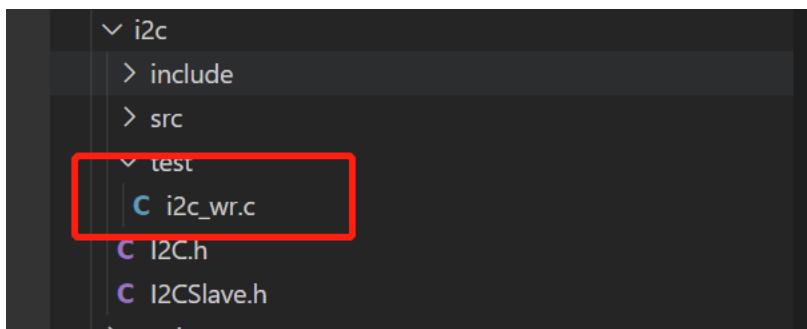 i2c
include
src
test
C i2c_wr.c
C I2C.h
C I2CSlave.h